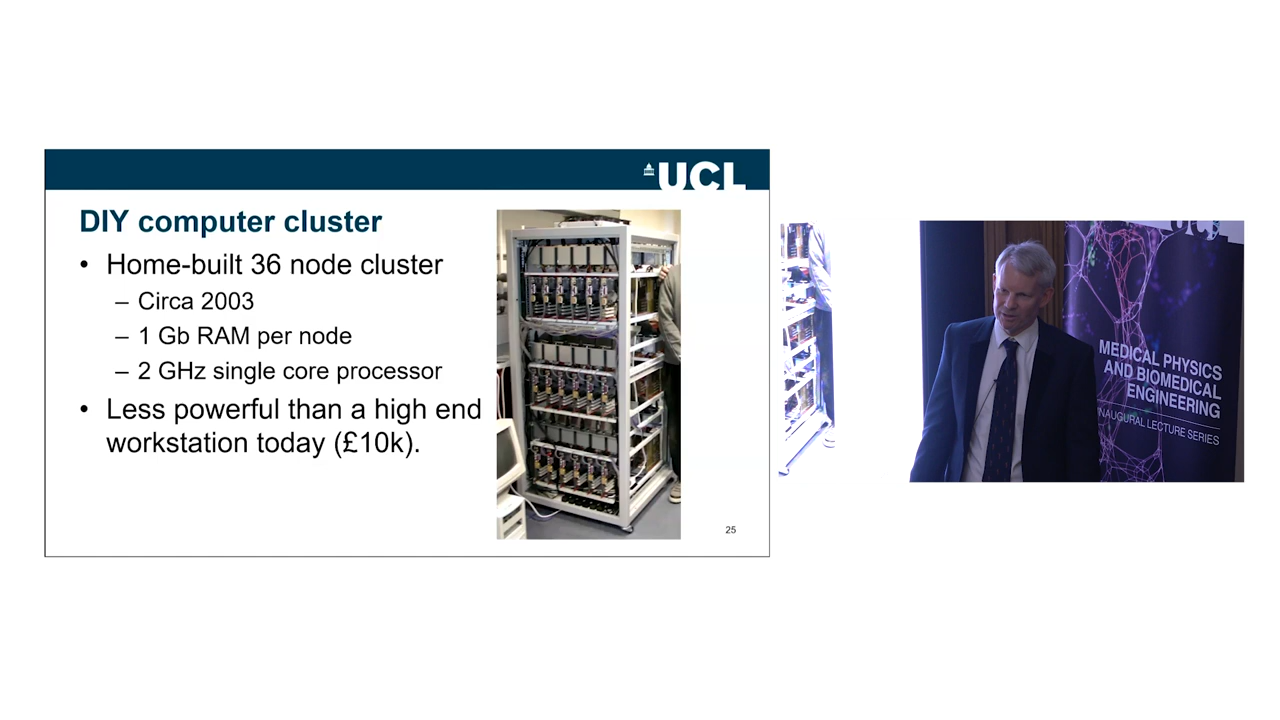 UCL
DIY computer cluster
• Home-built 36 node cluster
– Circa 2003
– 1 Gb RAM per node
– 2 GHz single core processor
• Less powerful than a high end
workstation today (£10k).
25
UCL
MEDICAL PHYSICS
AND BIOMEDICAL
ENGINEERING
INAUGURAL LECTURE SERIES